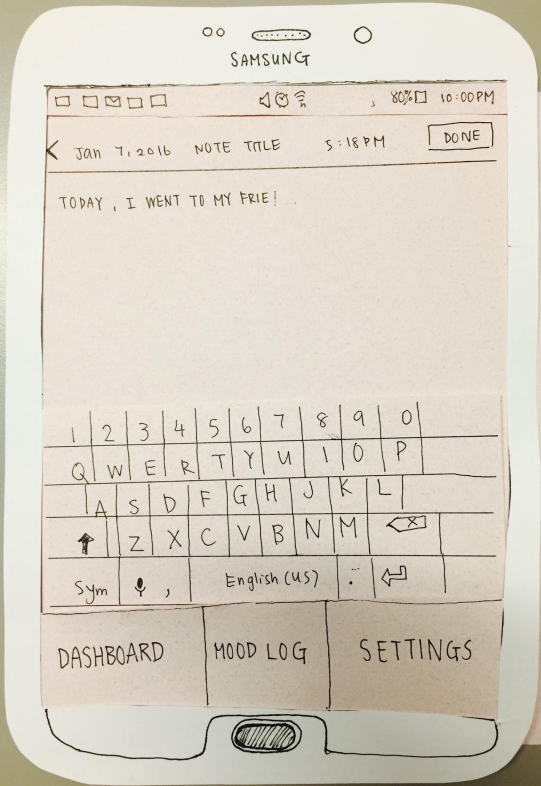 SAMSUNG
80% 10:00PM
< Jan 7, 2016 NOTE TITLE 5:18PM DONE
TODAY, I WENT TO MY FRIE
1 2 3 4 5 6 7 8 9 0
Q W E R T Y U I O P
A S D F G H J K L
Z X C V B N M
Sym , English (US) .
DASHBOARD MOOD LOG SETTINGS